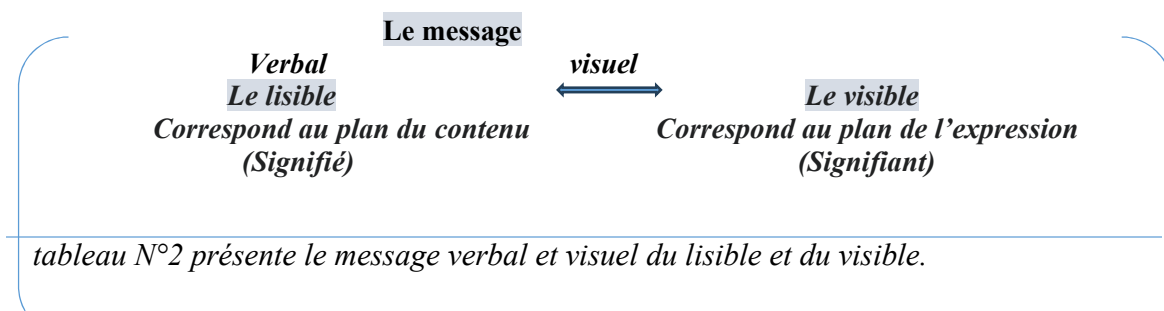 Le message
Verbal visuel
Le lisible Le visible
Correspond au plan du contenu Correspond au plan de l’expression
(Signifié) (Signifiant)
tableau N°2 présente le message verbal et visuel du lisible et du visible.